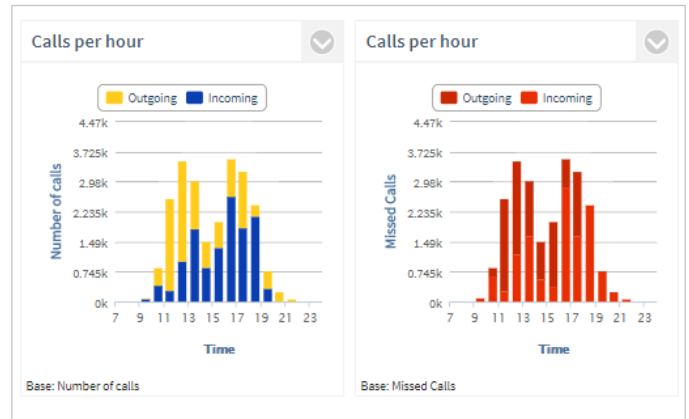 Calls per hour
Outgoing Incoming
4.47k
3.725k
2.98k
2.235k
1.49k
0.745k
0k
Number of calls
7 9 11 13 15 17 19 21 23
Time
Base: Number of calls
Calls per hour
Outgoing Incoming
4.47k
3.725k
2.98k
2.235k
1.49k
0.745k
0k
Missed Calls
7 9 11 13 15 17 19 21 23
Time
Base: Missed Calls